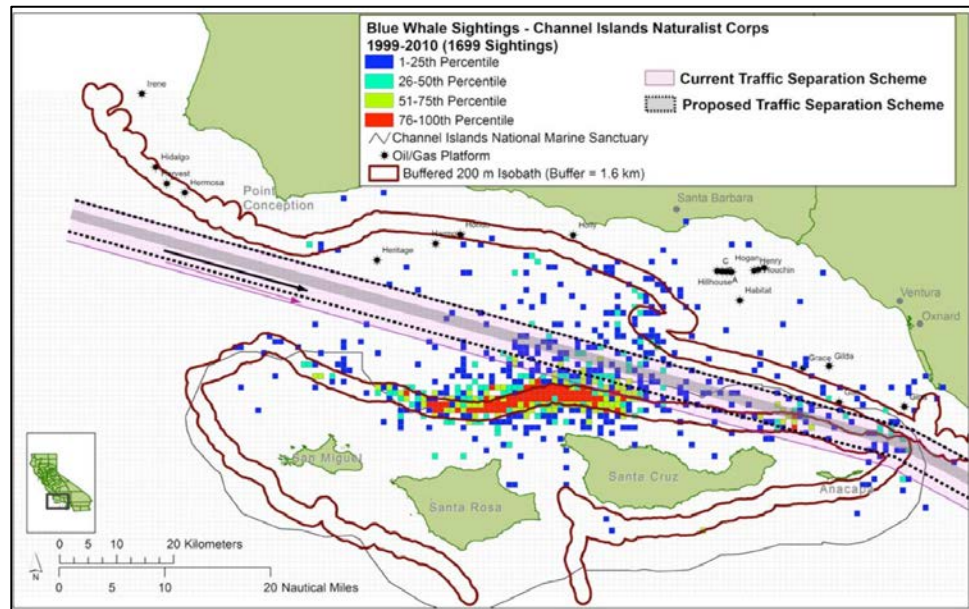 Blue Whale Sightings - Channel Islands Naturalist Corps
1999-2010 (1699 Sightings)
1-25th Percentile
26-50th Percentile
51-75th Percentile
76-100th Percentile
Channel Islands National Marine Sanctuary
Oil/Gas Platform
Buffered 200 m Isobath (Buffer = 1.6 km)
Current Traffic Separation Scheme
Proposed Traffic Separation Scheme
Irene
Hidalgo
Harvest
Hermosa
Point
Conception
Santa Barbara
Heritage
Holly
C
Hogan
Henry
Houchin
Hillhouse
A
Habitat
Ventura
Oxnard
Grace
Gilda
San Miguel
Santa Rosa
Santa Cruz
Anacapa
N
0 5 10 20 Kilometers
0 5 10 20 Nautical Miles